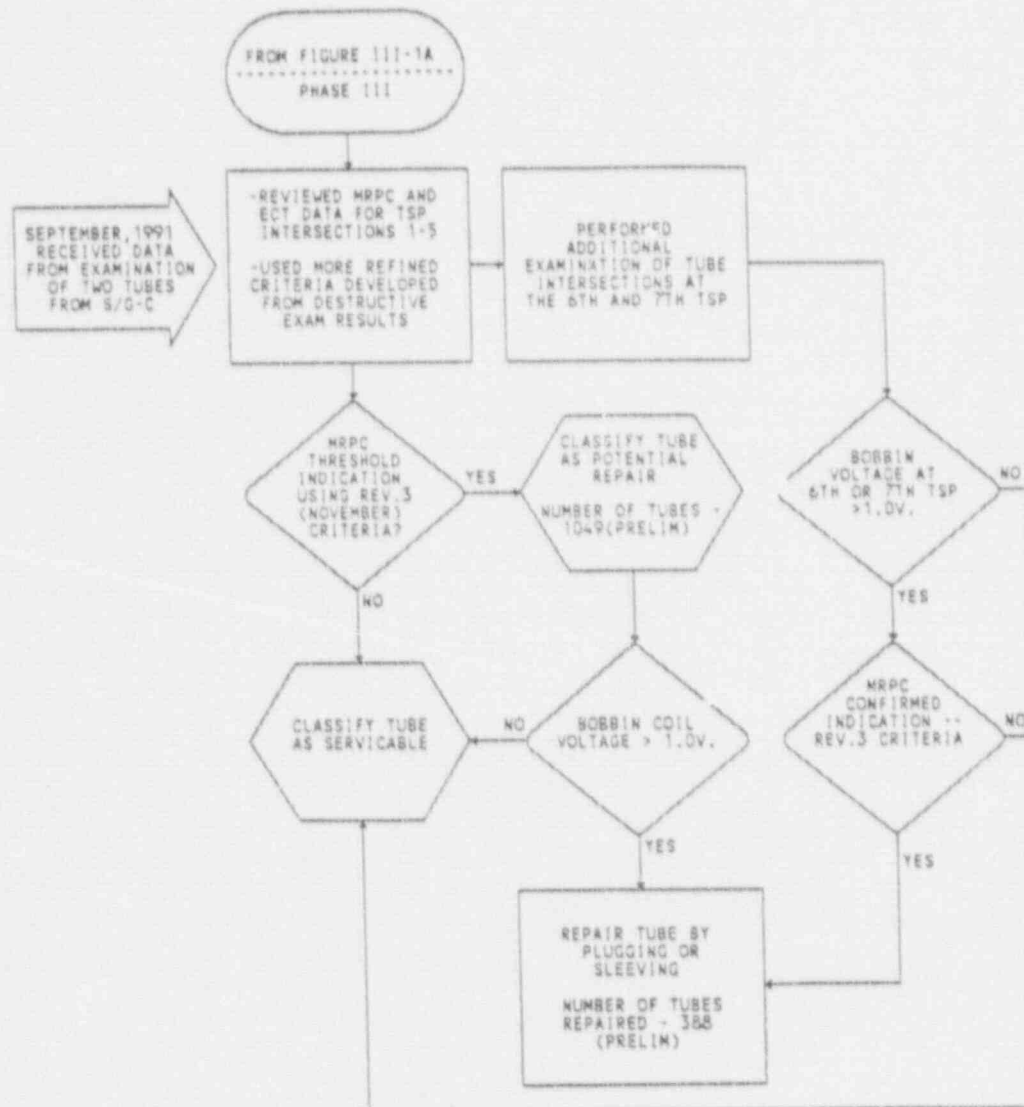 FROM FIGURE III-1A
PHASE III
SEPTEMBER, 1991
RECEIVED DATA
FROM EXAMINATION
OF TWO TUBES
FROM S/G-C
-REVIEWED MRPC AND
ECT DATA FOR TSP
INTERSECTIONS 1-5
-USED MORE REFINED
CRITERIA DEVELOPED
FROM DESTRUCTIVE
EXAM RESULTS
PERFORMED
ADDITIONAL
EXAMINATION OF TUBE
INTERSECTIONS AT
THE 6TH AND 7TH TSP
MRPC
THRESHOLD
INDICATION
USING REV.3
(NOVEMBER)
CRITERIA?
YES
NO
CLASSIFY TUBE
AS POTENTIAL
REPAIR
NUMBER OF TUBES -
1049(PRELIM)
BOBBIN
VOLTAGE AT
6TH OR 7TH TSP
>1.0V.
NO
YES
CLASSIFY TUBE
AS SERVICABLE
NO
BOBBIN COIL
VOLTAGE > 1.0V.
YES
MRPC
CONFIRMED
INDICATION --
REV.3 CRITERIA
NO
YES
REPAIR TUBE BY
PLUGGING OR
SLEEVING
NUMBER OF TUBES
REPAIRED - 388
(PRELIM)